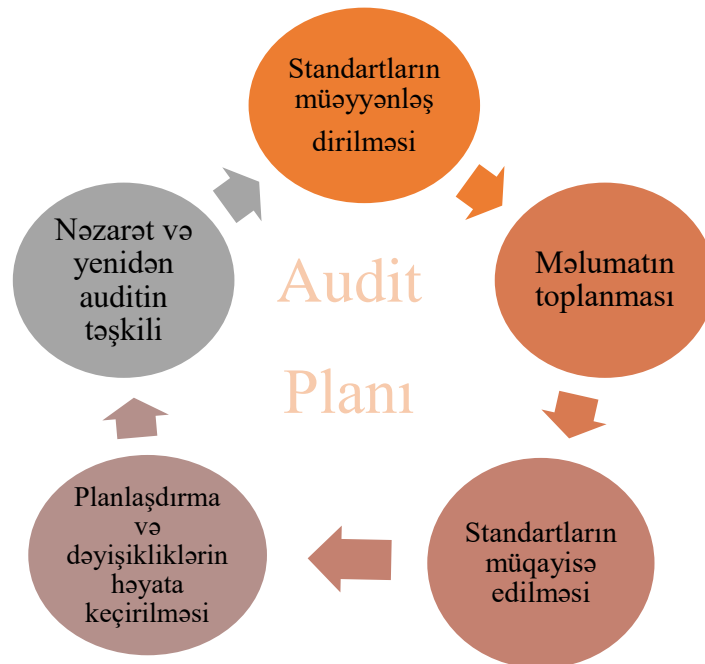 Standartların
müəyyənləş
dirilməsi
Məlumatın
toplanması
Standartların
müqayisə
edilməsi
Planlaşdırma
və
dəyişikliklərin
həyata
keçirilməsi
Nəzarət və
yenidən
auditin
təşkili
Audit
Planı